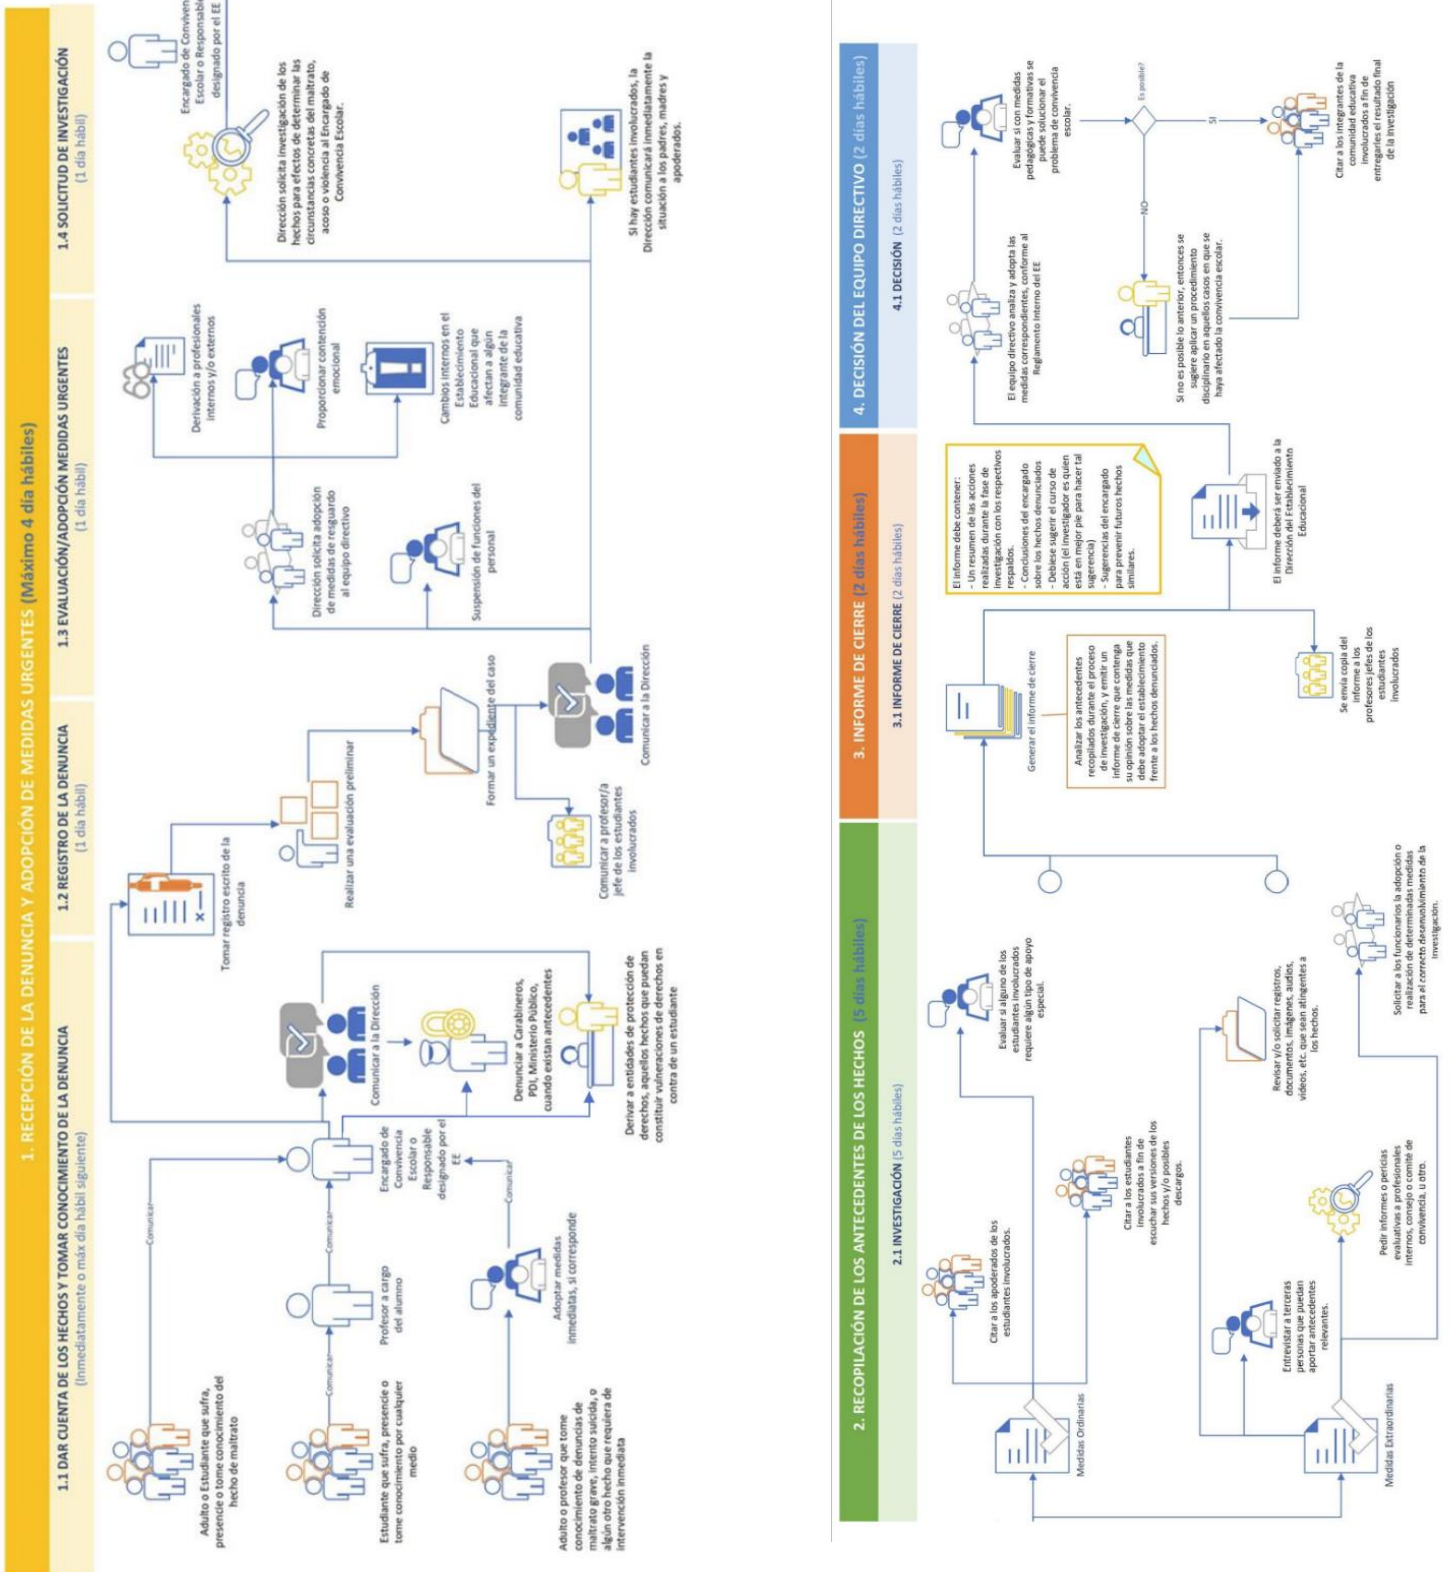 1. RECEPCIÓN DE LA DENUNCIA Y ADOPCIÓN DE MEDIDAS URGENTES (Máximo 4 día hábiles)
1.1 DAR CUENTA DE LOS HECHOS Y TOMAR CONOCIMIENTO DE LA DENUNCIA
(Inmediatamente o máx día hábil siguiente)
Adulto o Estudiante que sufra,
presencie o tome conocimiento del
hecho de maltrato
Comunicar
Estudiante que sufra, presencie o
tome conocimiento por cualquier
medio
Comunicar
Profesor a cargo
del alumno
Comunicar
Adulto o profesor que tome
conocimiento de denuncias de
maltrato grave, intento suicida, o
algún otro hecho que requiera de
intervención inmediata
Adoptar medidas
inmediatas, si corresponde
Comunicar
Encargado de
Convivencia
Escolar o
Responsable
designado por el
EE
Comunicar a la Dirección
Denunciar a Carabineros,
PDI, Ministerio Público,
cuando existan antecedentes
Derivar a entidades de protección de
derechos, aquellos hechos que puedan
constituir vulneraciones de derechos en
contra de un estudiante
1.2 REGISTRO DE LA DENUNCIA
(1 día hábil)
Tomar registro escrito de la
denuncia
Realizar una evaluación preliminar
Formar un expediente del caso
Comunicar a profesor/a
jefe de los estudiantes
involucrados
Comunicar a la Dirección
1.3 EVALUACIÓN/ADOPCIÓN MEDIDAS URGENTES
(1 día hábil)
Dirección solicita adopción
de medidas de resguardo
al equipo directivo
Suspensión de funciones del
personal
Derivación a profesionales
internos y/o externos
Proporcionar contención
emocional
Cambios internos en el
Establecimiento
Educacional que
afectan a algún
integrante de la
comunidad educativa
1.4 SOLICITUD DE INVESTIGACIÓN
(1 día hábil)
Encargado de Conviven
Escolar o Responsable
designado por el EE
Dirección solicita investigación de los
hechos para efectos de determinar las
circunstancias concretas del maltrato,
acoso o violencia al Encargado de
Convivencia Escolar.
Si hay estudiantes involucrados, la
Dirección comunicará inmediatamente la
situación a los padres, madres y
apoderados.
2. RECOPILACIÓN DE LOS ANTECEDENTES DE LOS HECHOS (5 días hábiles)
2.1 INVESTIGACIÓN (5 días hábiles)
Medidas Ordinarias
Citar a los apoderados de los
estudiantes involucrados.
Citar a los estudiantes
involucrados a fin de
escuchar sus versiones de los
hechos y/o posibles
descargos.
Evaluar si alguno de los
estudiantes involucrados
requiere algún tipo de apoyo
especial.
Medidas Extraordinarias
Entrevistar a terceras
personas que puedan
aportar antecedentes
relevantes.
Pedir informes o pericias
evaluativas a profesionales
internos, consejo o comité de
convivencia, u otro.
Revisar y/o solicitar registros,
documentos, imágenes, audios,
videos, etc. que sean atingentes a
los hechos.
Solicitar a los funcionarios la adopción o
realización de determinadas medidas
para el correcto desenvolvimiento de la
Investigación.
3. INFORME DE CIERRE (2 días hábiles)
3.1 INFORME DE CIERRE (2 días hábiles)
Generar el informe de cierre
Analizar los antecedentes
recopilados durante el proceso
de investigación, y emitir un
informe de cierre que contenga
su opinión sobre las medidas que
debe adoptar el establecimiento
frente a los hechos denunciados.
El informe debe contener:
- Un resumen de las acciones
realizadas durante la fase de
investigación con los respectivos
respaldos.
- Conclusiones del encargado
sobre los hechos denunciados
- Debiese sugerir el curso de
acción (el investigador es quien
está en mejor pie para hacer tal
sugerencia)
- Sugerencias del encargado
para prevenir futuros hechos
similares.
El informe deberá ser enviado a la
Dirección del Establecimiento
Educacional
Se envía copia del
informe a los
profesores jefes de los
estudiantes
involucrados
4. DECISIÓN DEL EQUIPO DIRECTIVO (2 días hábiles)
4.1 DECISIÓN (2 días hábiles)
El equipo directivo analiza y adopta las
medidas correspondientes, conforme al
Reglamento Interno del EE
Evaluar si con medidas
pedagógicas y formativas se
puede solucionar el
problema de convivencia
escolar.
Es posible?
NO
SI
Si no es posible lo anterior, entonces se
sugiere aplicar un procedimiento
disciplinario en aquellos casos en que se
haya afectado la convivencia escolar.
Citar a los integrantes de la
comunidad educativa
involucrados a fin de
entregarles el resultado final
de la investigación